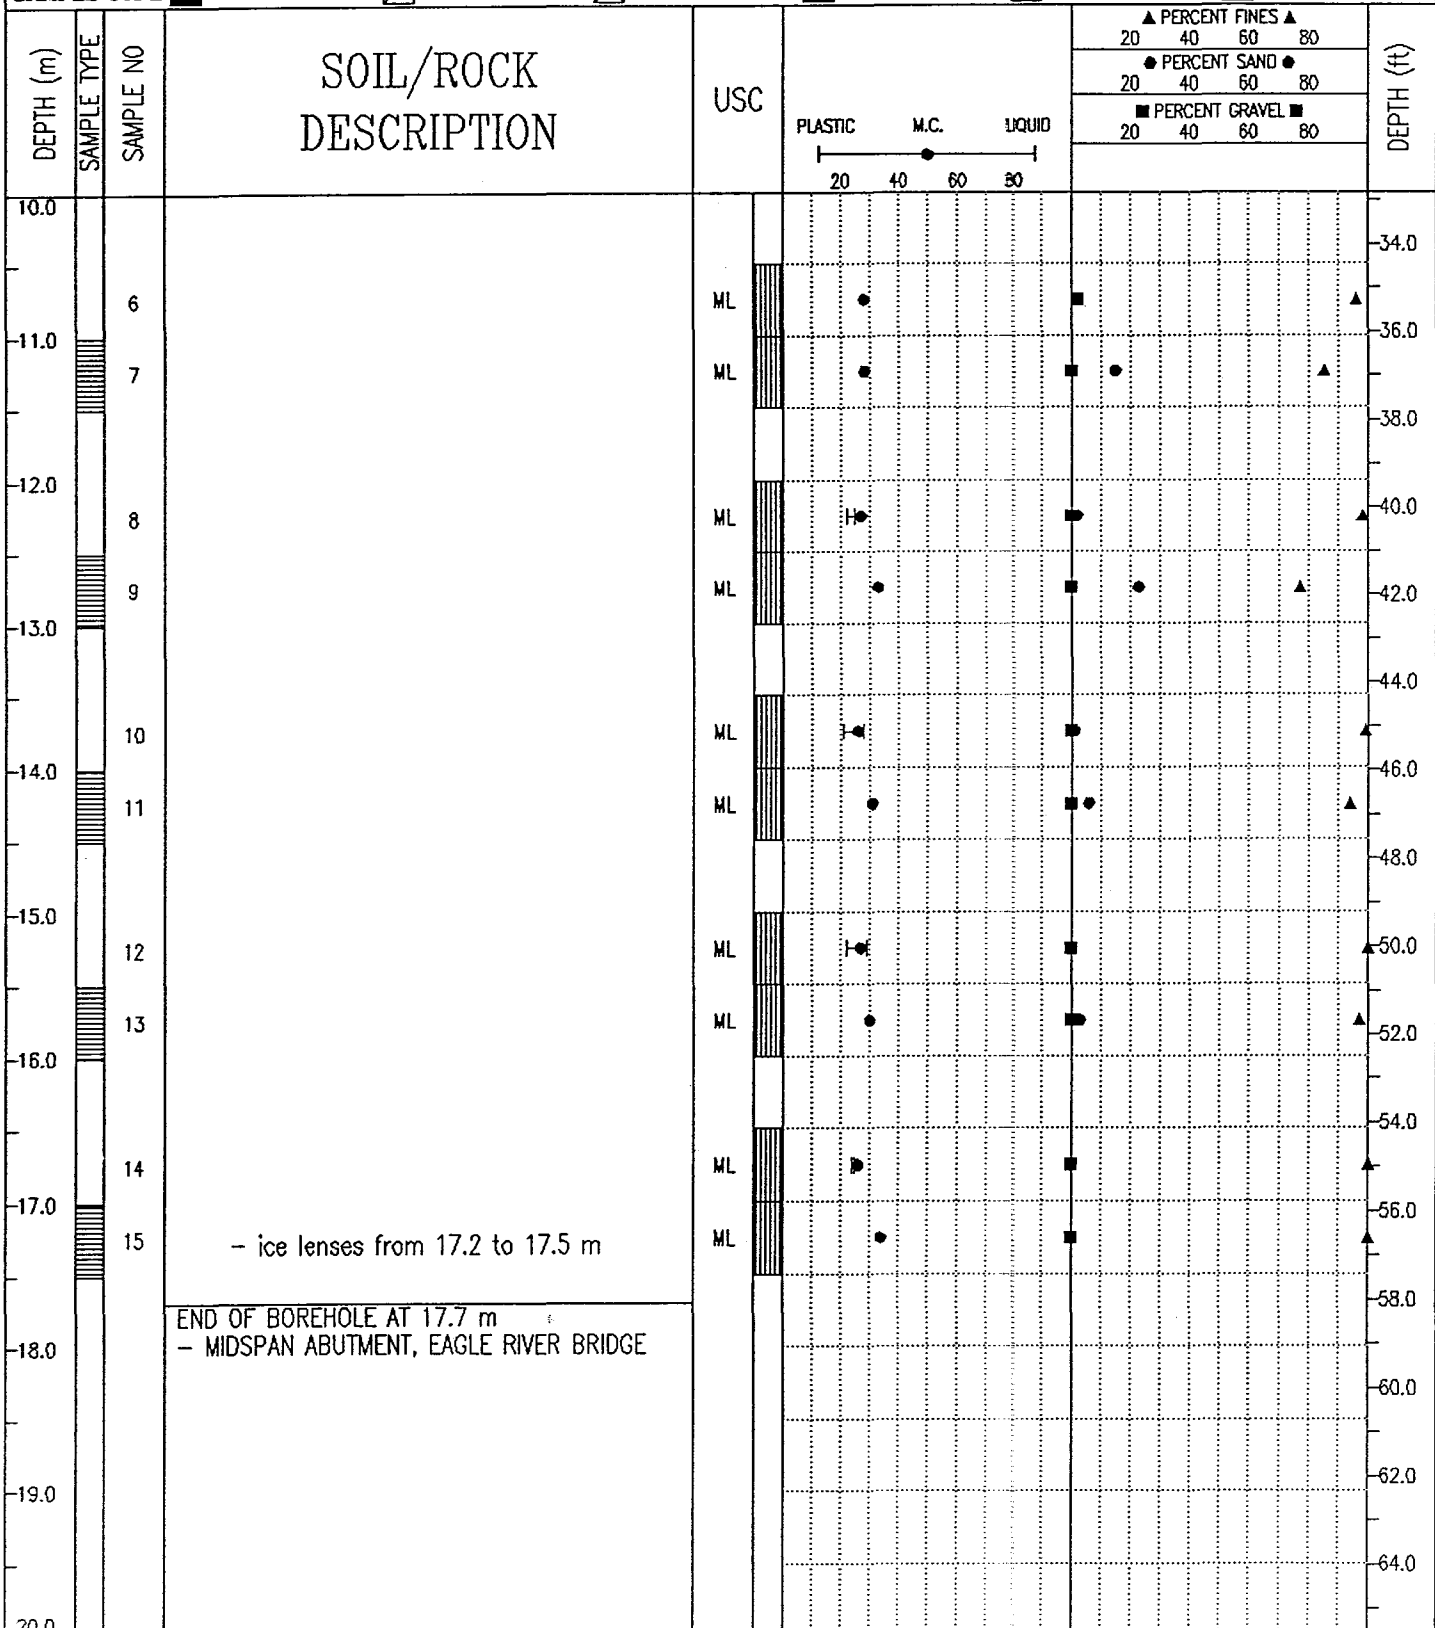 DEPTH (m)
SAMPLE TYPE
SAMPLE NO
SOIL/ROCK
DESCRIPTION
USC
PLASTIC M.C. LIQUID
20 40 60 80
▲ PERCENT FINES ▲
20 40 60 80
● PERCENT SAND ●
20 40 60 80
■ PERCENT GRAVEL ■
20 40 60 80
DEPTH (ft)
10.0
34.0
6 ML
11.0 36.0
7 ML
38.0
12.0 40.0
8 ML
9 ML 42.0
13.0
44.0
10 ML
14.0 46.0
11 ML
48.0
15.0
12 ML 50.0
13 ML 52.0
16.0
54.0
14 ML
17.0 56.0
15 – ice lenses from 17.2 to 17.5 m ML
58.0
END OF BOREHOLE AT 17.7 m
– MIDSPAN ABUTMENT, EAGLE RIVER BRIDGE
18.0
60.0
62.0
19.0
64.0
20.0